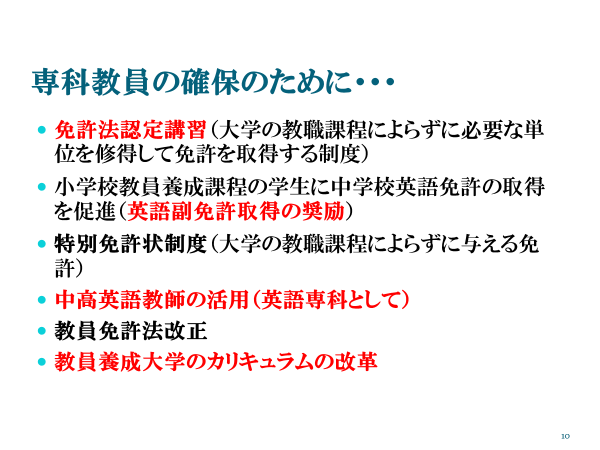 専科教員の確保のために・・・
• 免許法認定講習（大学の教職課程によらずに必要な単
位を修得して免許を取得する制度）
• 小学校教員養成課程の学生に中学校英語免許の取得
を促進（英語副免許取得の奨励）
• 特別免許状制度（大学の教職課程によらずに与える免
許）
• 中高英語教師の活用（英語専科として）
• 教員免許法改正
• 教員養成大学のカリキュラムの改革
10